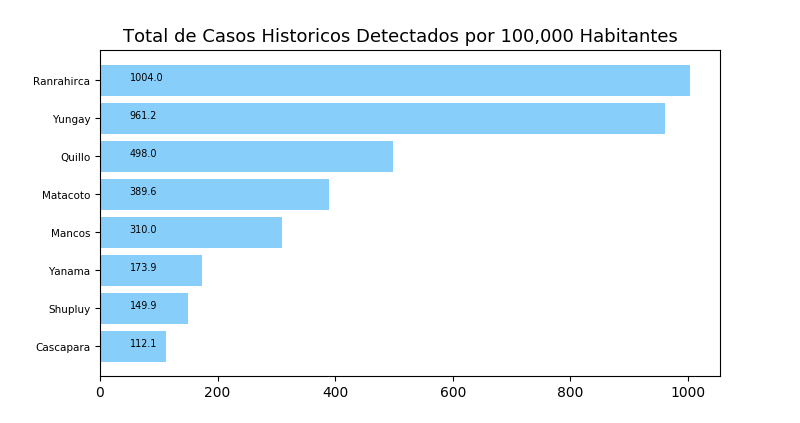 Total de Casos Historicos Detectados por 100,000 Habitantes
Ranrahirca 1004.0
Yungay 961.2
Quillo 498.0
Matacoto 389.6
Mancos 310.0
Yanama 173.9
Shupluy 149.9
Cascapara 112.1
0 200 400 600 800 1000